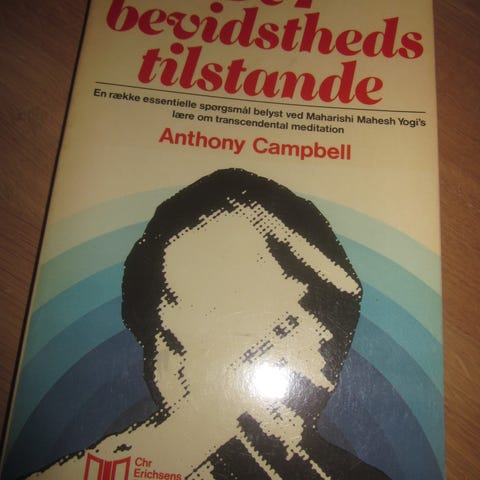 bevidstheds
tilstande
En række essentielle spørgsmål belyst ved Maharishi Mahesh Yogi's
lære om transcendental meditation
Anthony Campbell
Chr
Erichsens